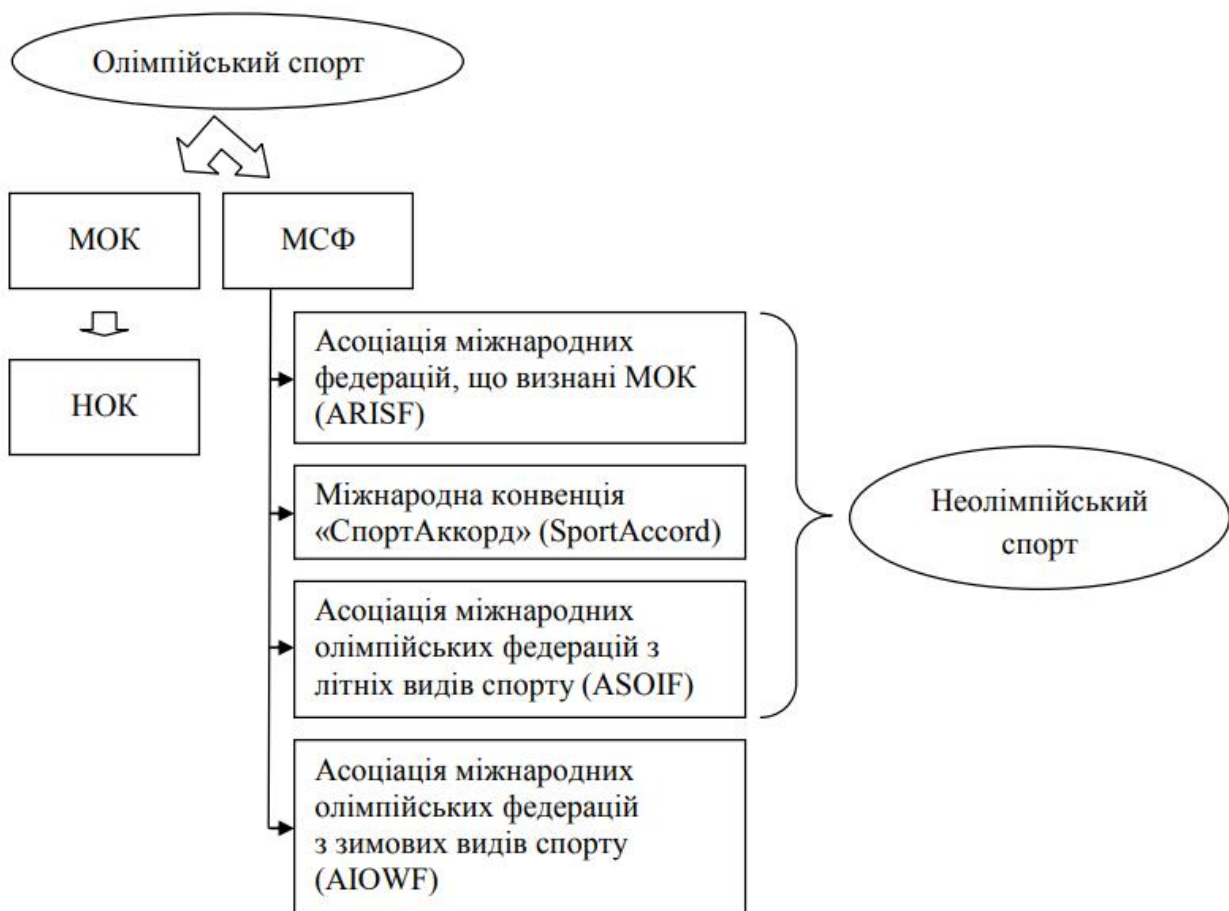 Олімпійський спорт
МОК
МСФ
НОК
Асоціація міжнародних
федерацій, що визнані МОК
(ARISF)
Міжнародна конвенція
«СпортАккорд» (SportAccord)
Асоціація міжнародних
олімпійських федерацій з
літніх видів спорту (ASOIF)
Асоціація міжнародних
олімпійських федерацій
з зимових видів спорту
(AIOWF)
Неолімпійський
спорт